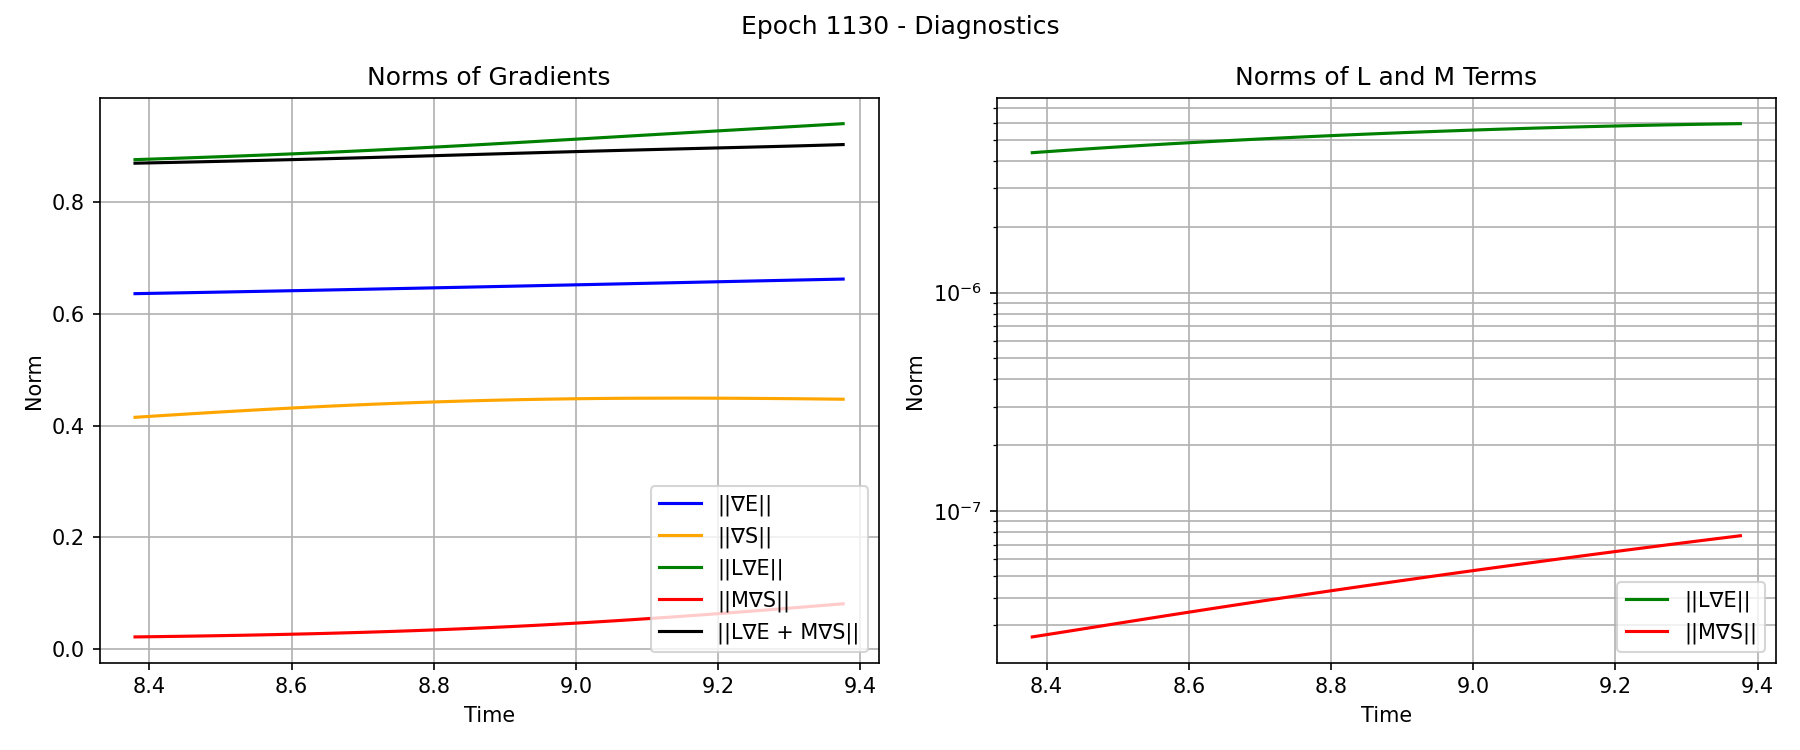 Epoch 1130 - Diagnostics
Norms of Gradients
Norm
0.8
0.6
0.4
0.2
0.0
8.4 8.6 8.8 9.0 9.2 9.4
Time
||∇E||
||∇S||
||L∇E||
||M∇S||
||L∇E + M∇S||
Norms of L and M Terms
Norm
10⁻⁶
10⁻⁷
8.4 8.6 8.8 9.0 9.2 9.4
Time
||L∇E||
||M∇S||